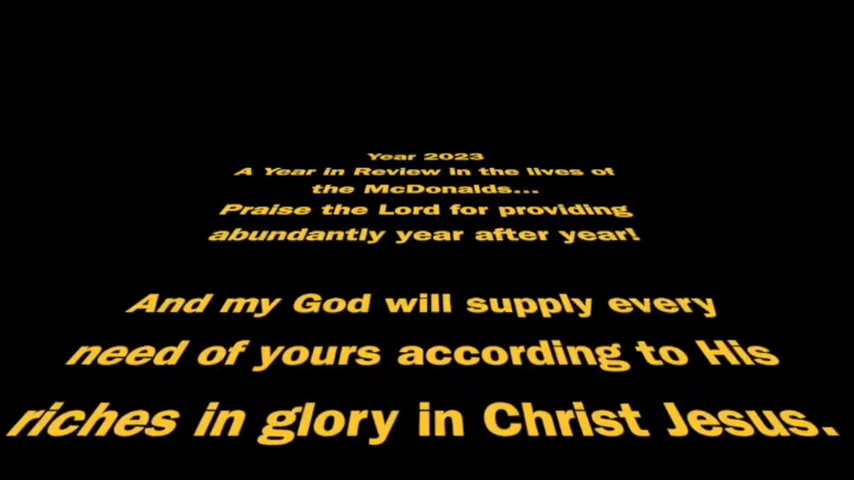 Year 2023
A Year in Review in the lives of
the McDonalds...
Praise the Lord for providing
abundantly year after year!
And my God will supply every
need of yours according to His
riches in glory in Christ Jesus.